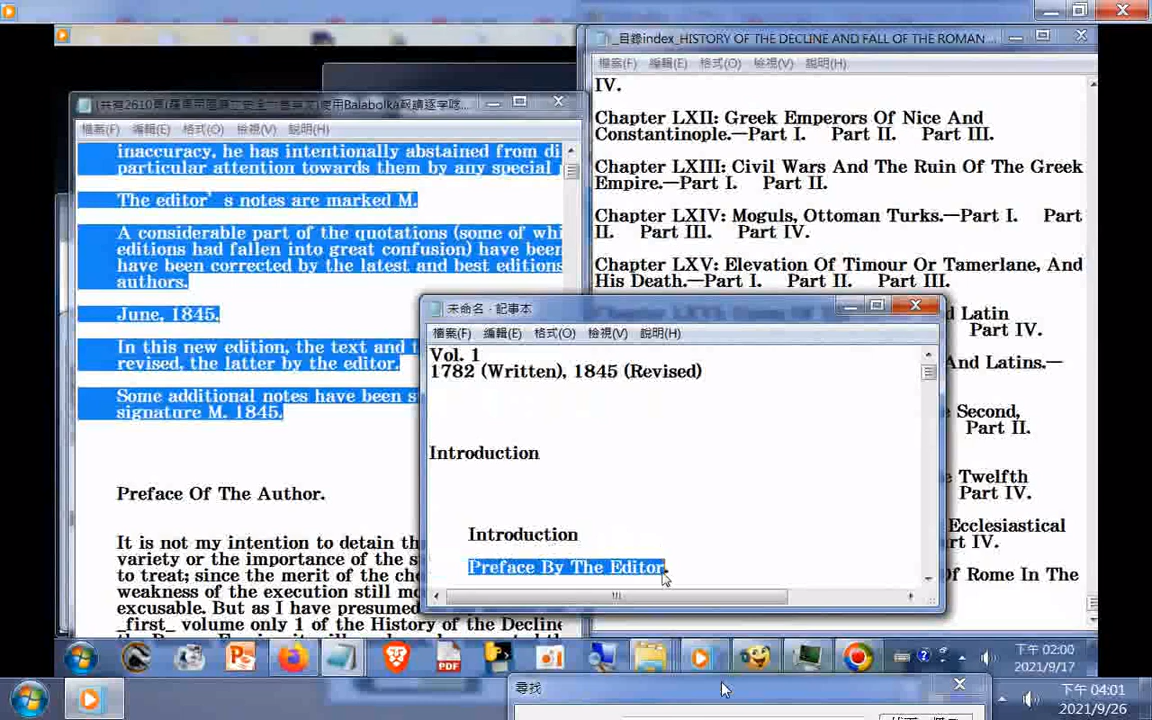 _目錄index_HISTORY OF THE DECLINE AND FALL OF THE ROMAN ...
檔案(F) 編輯(E) 格式(O) 檢視(V) 說明(H)
IV.
Chapter LXII: Greek Emperors Of Nice And
Constantinople.—Part I. Part II. Part III.
Chapter LXIII: Civil Wars And The Ruin Of The Greek
Empire.—Part I. Part II.
Chapter LXIV: Moguls, Ottoman Turks.—Part I. Part
II. Part III. Part IV.
Chapter LXV: Elevation Of Timour Or Tamerlane, And
His Death.—Part I. Part II. Part III.
Latin
Part IV.
And Latins.—
e Second,
Part II.
e Twelfth
Part IV.
Ecclesiastical
Of Rome In The
檔案(F) 編輯(E) 格式(O) 檢視(V) 說明(H)
inaccuracy, he has intentionally abstained from di
particular attention towards them by any special
The editor's notes are marked M.
A considerable part of the quotations (some of whi
editions had fallen into great confusion) have been
have been corrected by the latest and best editions
authors.
June, 1845.
In this new edition, the text and t
revised, the latter by the editor.
Some additional notes have been s
signature M. 1845.
Preface Of The Author.
It is not my intention to detain th
variety or the importance of the s
to treat; since the merit of the ch
weakness of the execution still mo
excusable. But as I have presumed
_first_ volume only 1 of the History of the Decline
未命名 - 記事本
檔案(F) 編輯(E) 格式(O) 檢視(V) 說明(H)
Vol. 1
1782 (Written), 1845 (Revised)
Introduction
Introduction
Preface By The Editor.
下午 02:00
2021/9/17
尋找
下午 04:01
2021/9/26